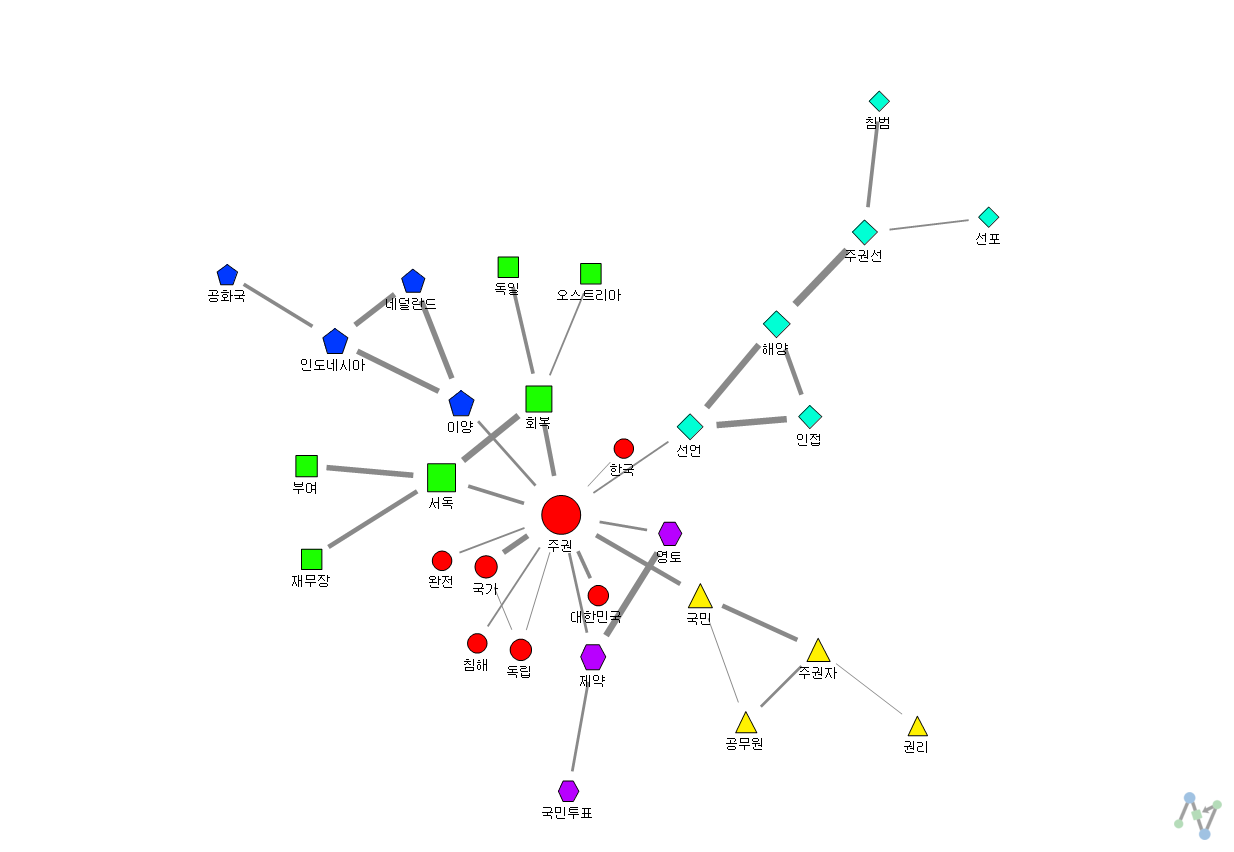 침범
선포
주권선
공화국
네덜란드
독일
오스트리아
해양
인도네시아
이양
회복
선언
인접
한국
부여
서독
주권
영토
재무장
완전
국가
대한민국
국민
침해
독립
제약
주권자
공무원
권리
국민투표